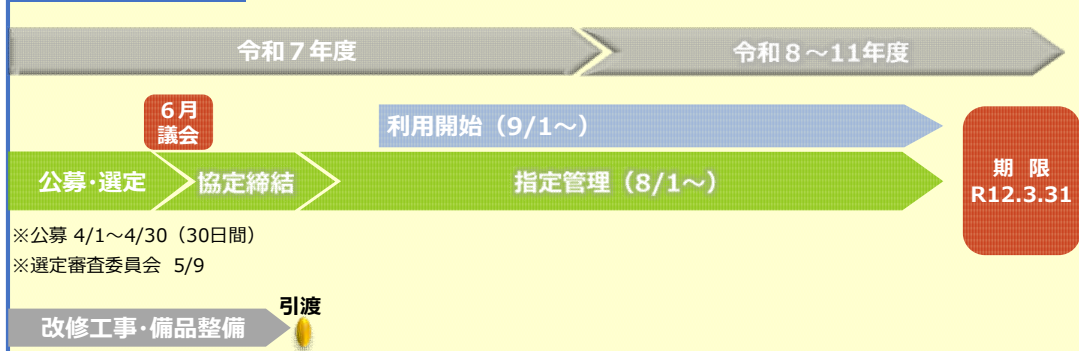 令和７年度
令和８～11年度
６月
議会
利用開始（9/1～）
公募・選定
協定締結
指定管理（8/1～）
期 限
R12.3.31
※公募 4/1～4/30（30日間）
※選定審査委員会 5/9
引渡
改修工事・備品整備